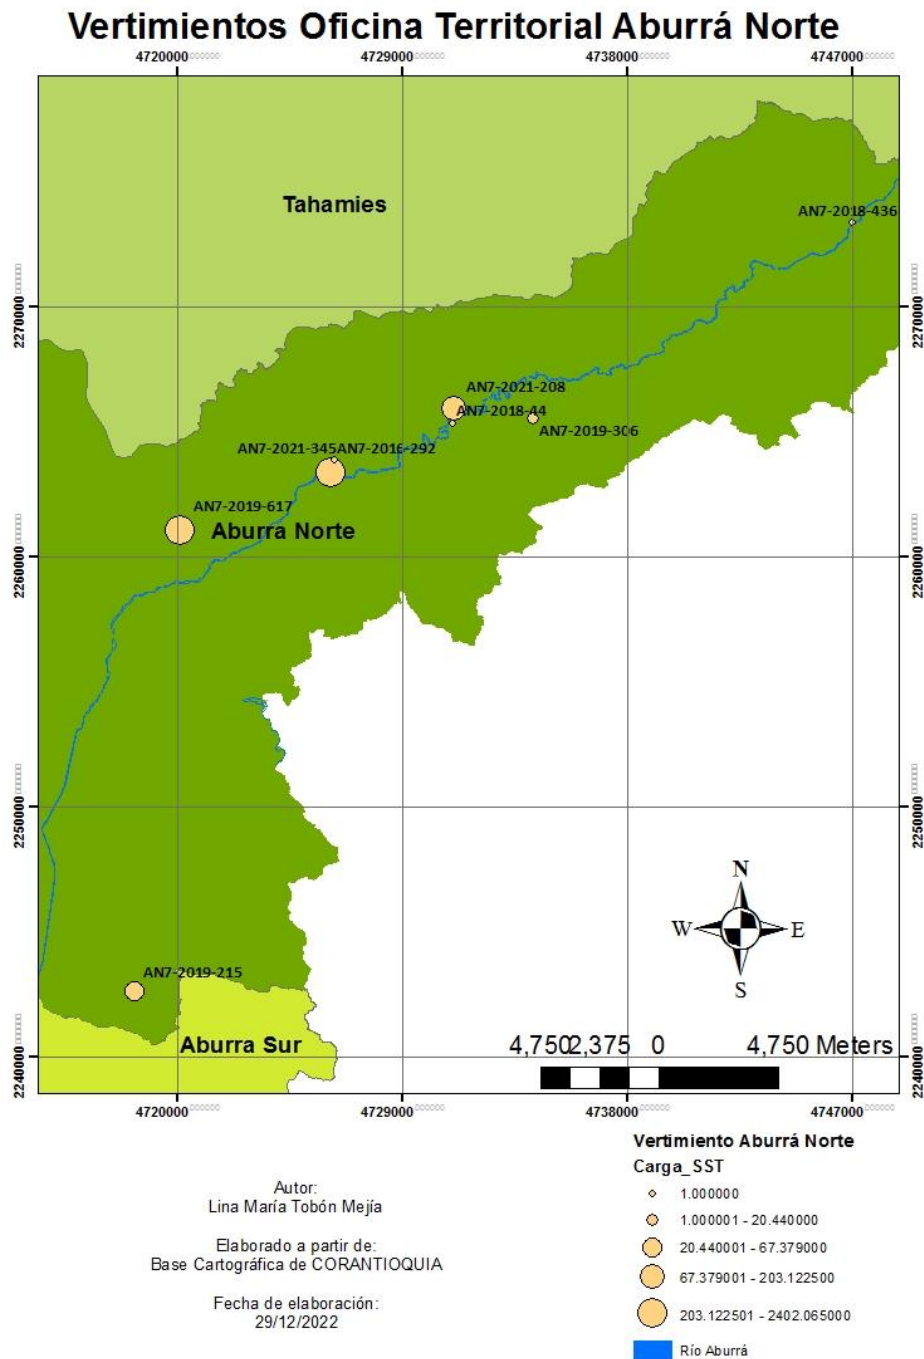 Vertimientos Oficina Territorial Aburrá Norte
4720000 4729000 4738000 4747000
Tahamies
AN7-2018-436
2270000 2270000
AN7-2021-208
AN7-2018-44
AN7-2019-306
AN7-2021-345 AN7-2016-292
AN7-2019-617
Aburrá Norte
2260000 2260000
2250000 2250000
N
W E
S
AN7-2019-215
Aburra Sur
4,750 2,375 0 4,750 Meters
2240000 2240000
4720000 4729000 4738000 4747000
Vertimiento Aburrá Norte
Carga_SST
1.000000
1.000001 - 20.440000
20.440001 - 67.379000
67.379001 - 203.122500
203.122501 - 2402.065000
Río Aburrá
Autor:
Lina María Tobón Mejía
Elaborado a partir de:
Base Cartográfica de CORANTIOQUIA
Fecha de elaboración:
29/12/2022